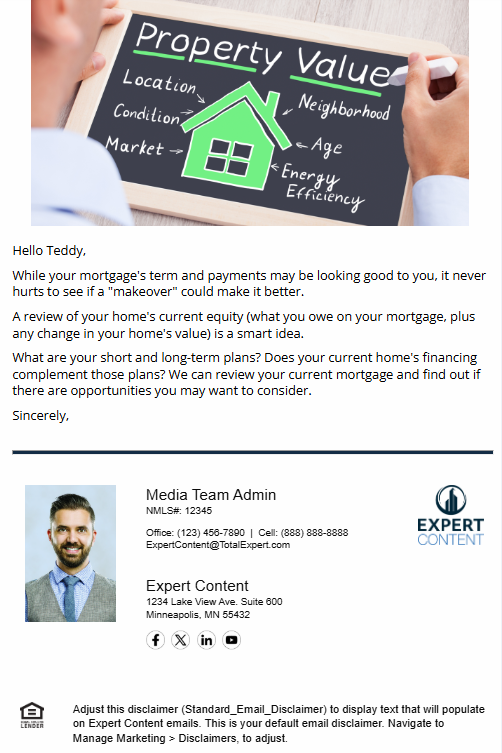 Property Value
Location
Neighborhood
Condition
Market
Age
Energy
Efficiency
Hello Teddy,
While your mortgage's term and payments may be looking good to you, it never
hurts to see if a "makeover" could make it better.
A review of your home's current equity (what you owe on your mortgage, plus
any change in your home's value) is a smart idea.
What are your short and long-term plans? Does your current home's financing
complement those plans? We can review your current mortgage and find out if
there are opportunities you may want to consider.
Sincerely,
Media Team Admin
NMLS#: 12345
Office: (123) 456-7890 | Cell: (888) 888-8888
ExpertContent@TotalExpert.com
EXPERT
CONTENT
Expert Content
1234 Lake View Ave. Suite 600
Minneapolis, MN 55432
Adjust this disclaimer (Standard_Email_Disclaimer) to display text that will populate
on Expert Content emails. This is your default email disclaimer. Navigate to
Manage Marketing > Disclaimers, to adjust.
LENDER